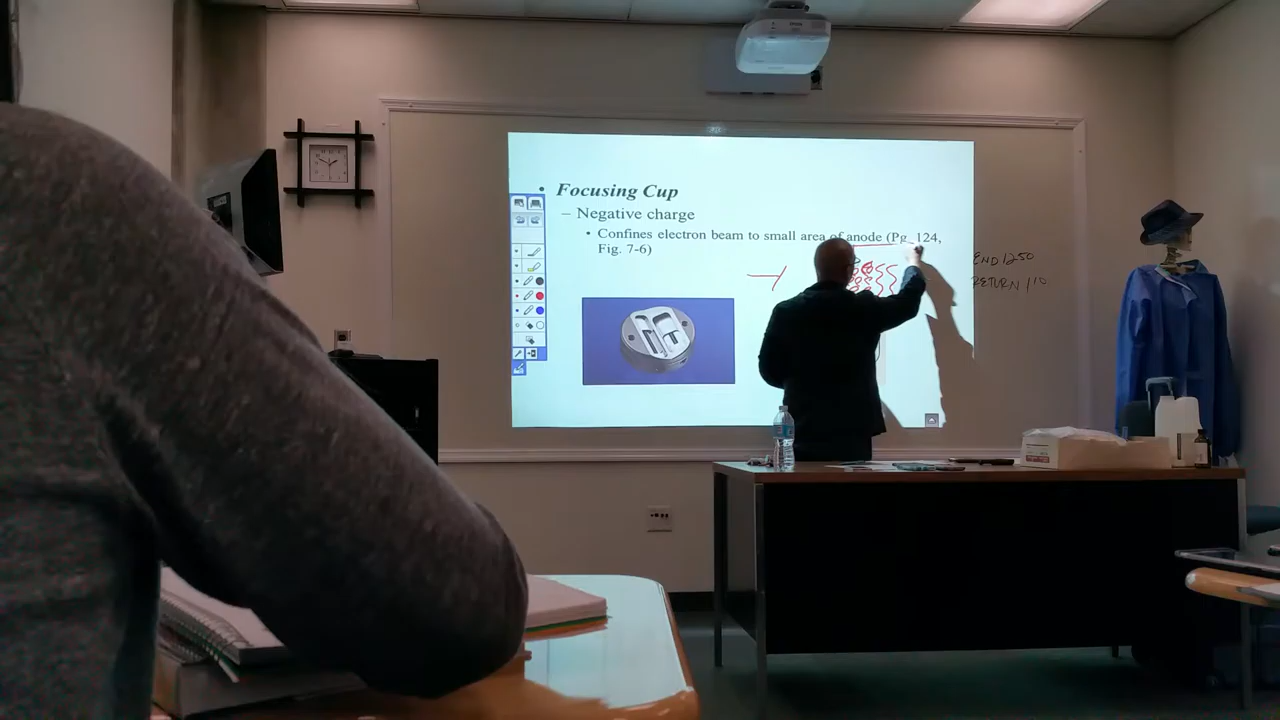 • Focusing Cup
– Negative charge
• Confines electron beam to small area of anode (Pg. 124,
Fig. 7-6)
END 1250
RETURN 110